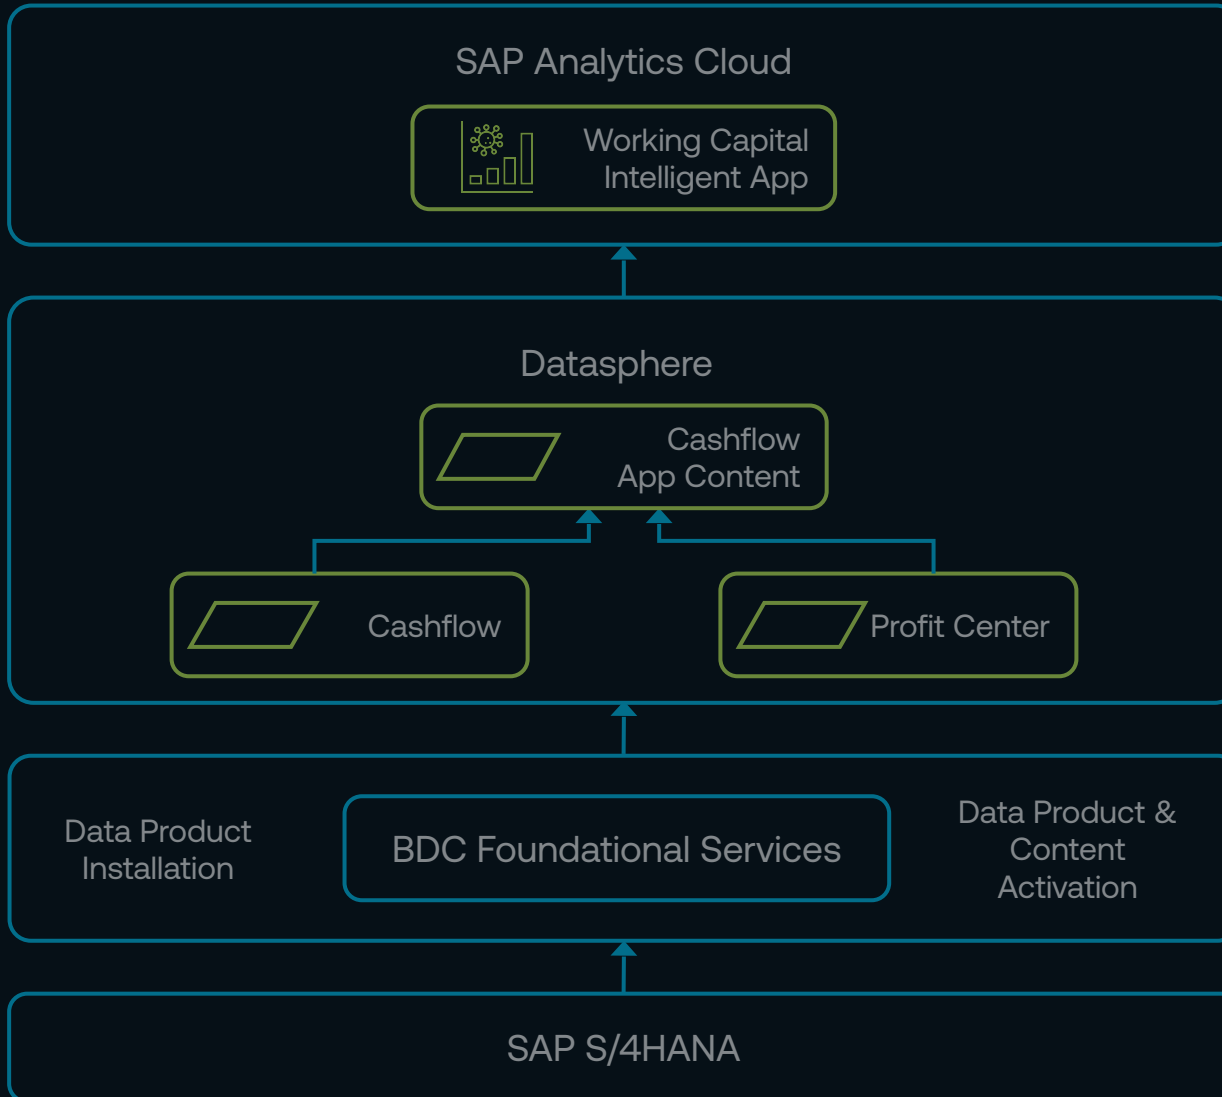 SAP Analytics Cloud
Working Capital
Intelligent App
Datasphere
Cashflow
App Content
Cashflow
Profit Center
Data Product
Installation
BDC Foundational Services
Data Product &
Content
Activation
SAP S/4HANA